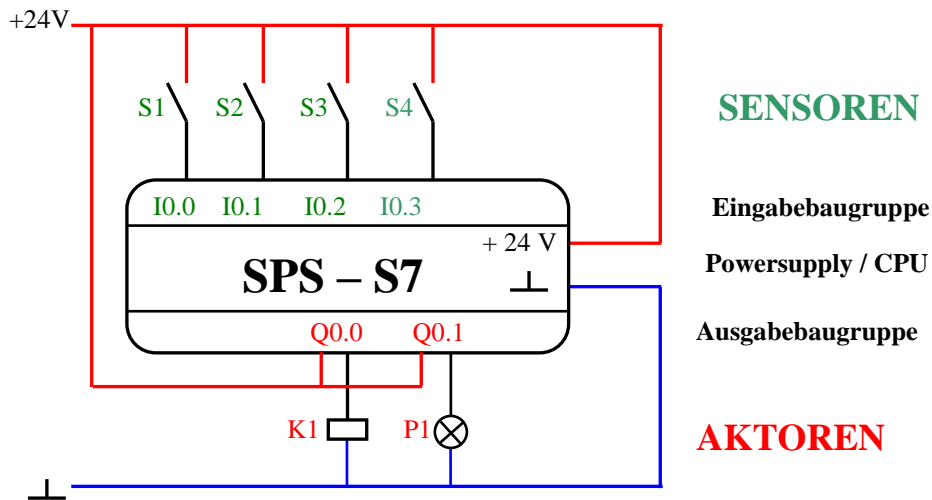 +24V
S1 S2 S3 S4
SENSOREN
I0.0 I0.1 I0.2 I0.3
Eingabebaugruppe
+ 24 V
SPS – S7
Powersupply / CPU
Q0.0 Q0.1
Ausgabebaugruppe
K1 P1
AKTOREN